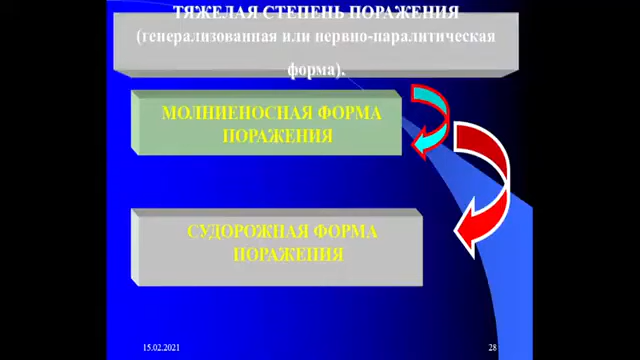 ТЯЖЕЛАЯ СТЕПЕНЬ ПОРАЖЕНИЯ
(генерализованная или нервно-паралитическая
форма).
МОЛНИЕНОСНАЯ ФОРМА
ПОРАЖЕНИЯ
СУДОРОЖНАЯ ФОРМА
ПОРАЖЕНИЯ
15.02.2021
28